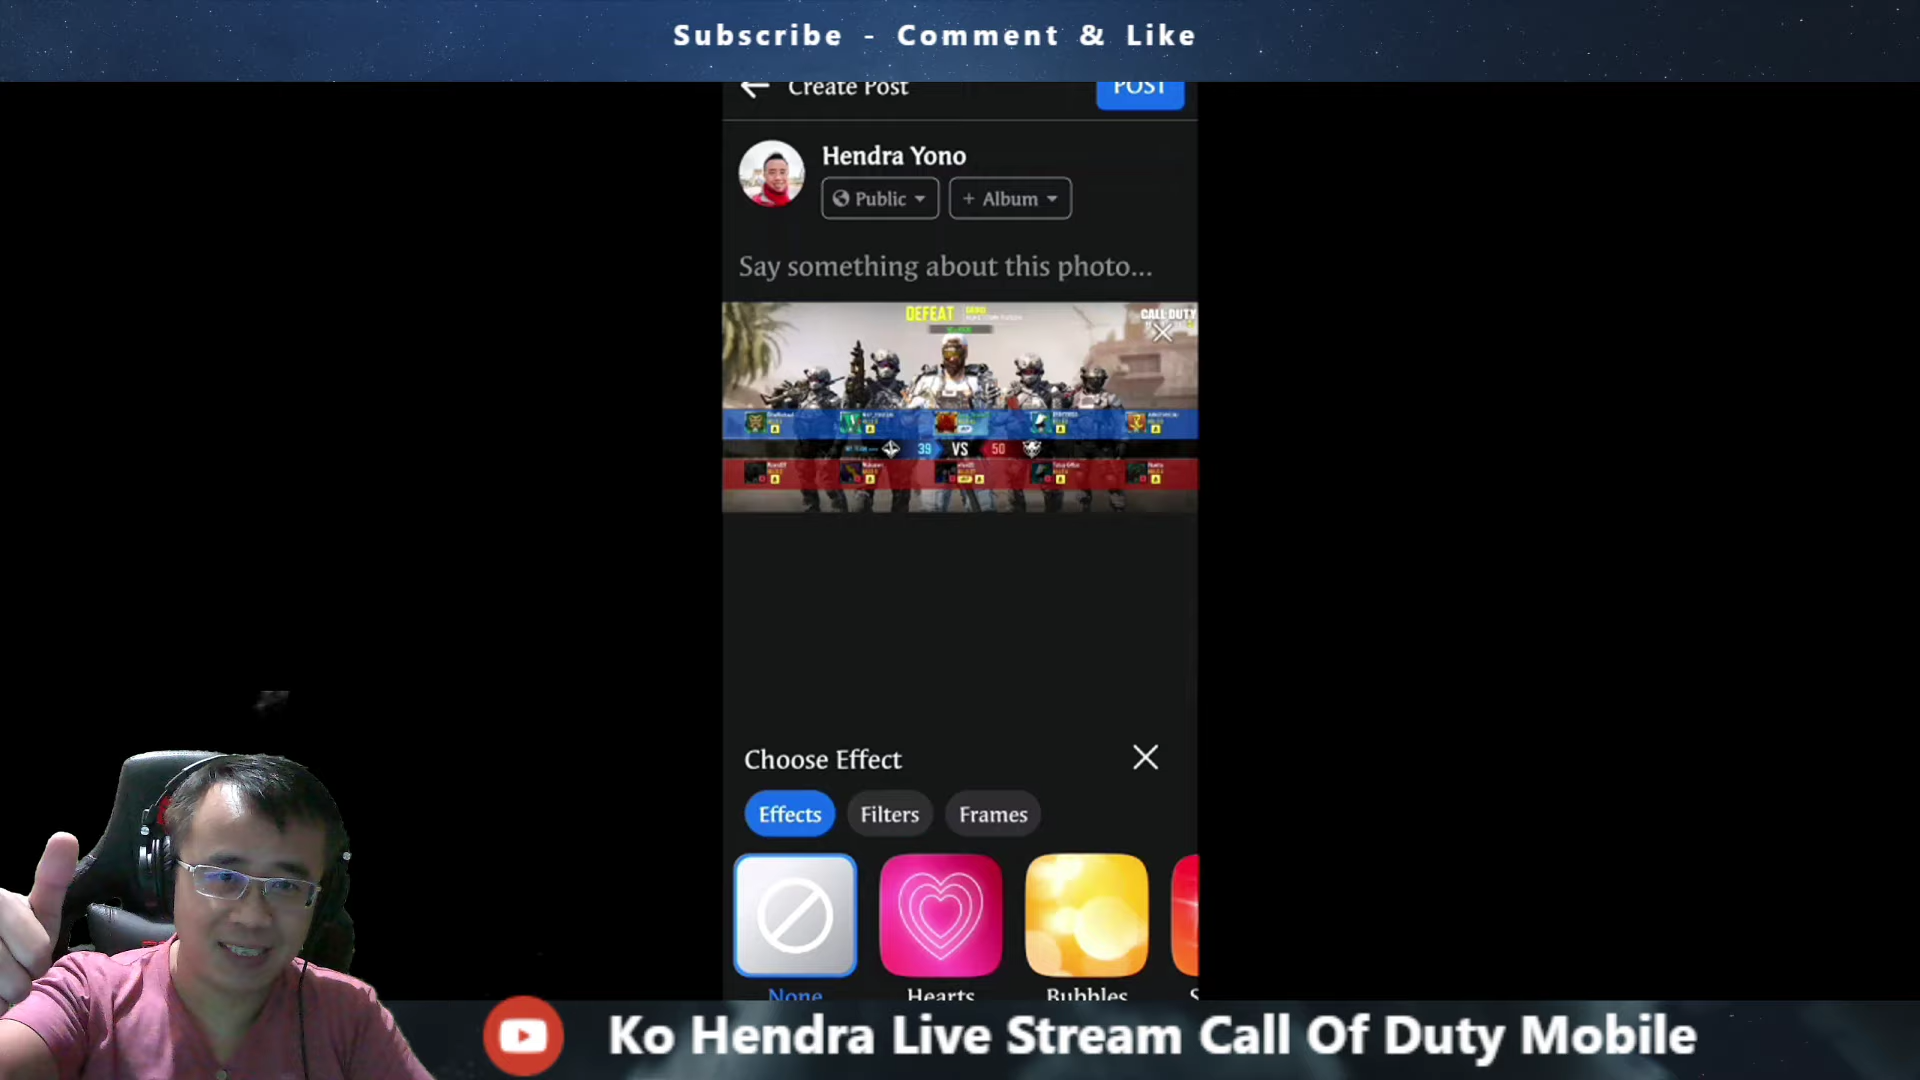 Subscribe - Comment & Like
Create Post
POST
Hendra Yono
Public
+ Album
Say something about this photo...
DEFEAT
CALL DUTY
39 VS 50
Choose Effect
Effects
Filters
Frames
None
Hearts
Bubbles
Ko Hendra Live Stream Call Of Duty Mobile